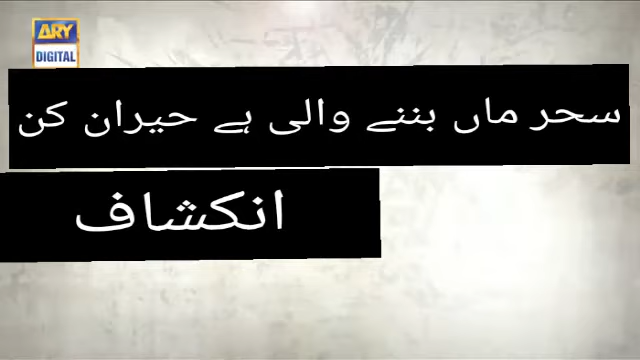 ARY
DIGITAL
سحر ماں بننے والی ہے حیران کن
انکشاف